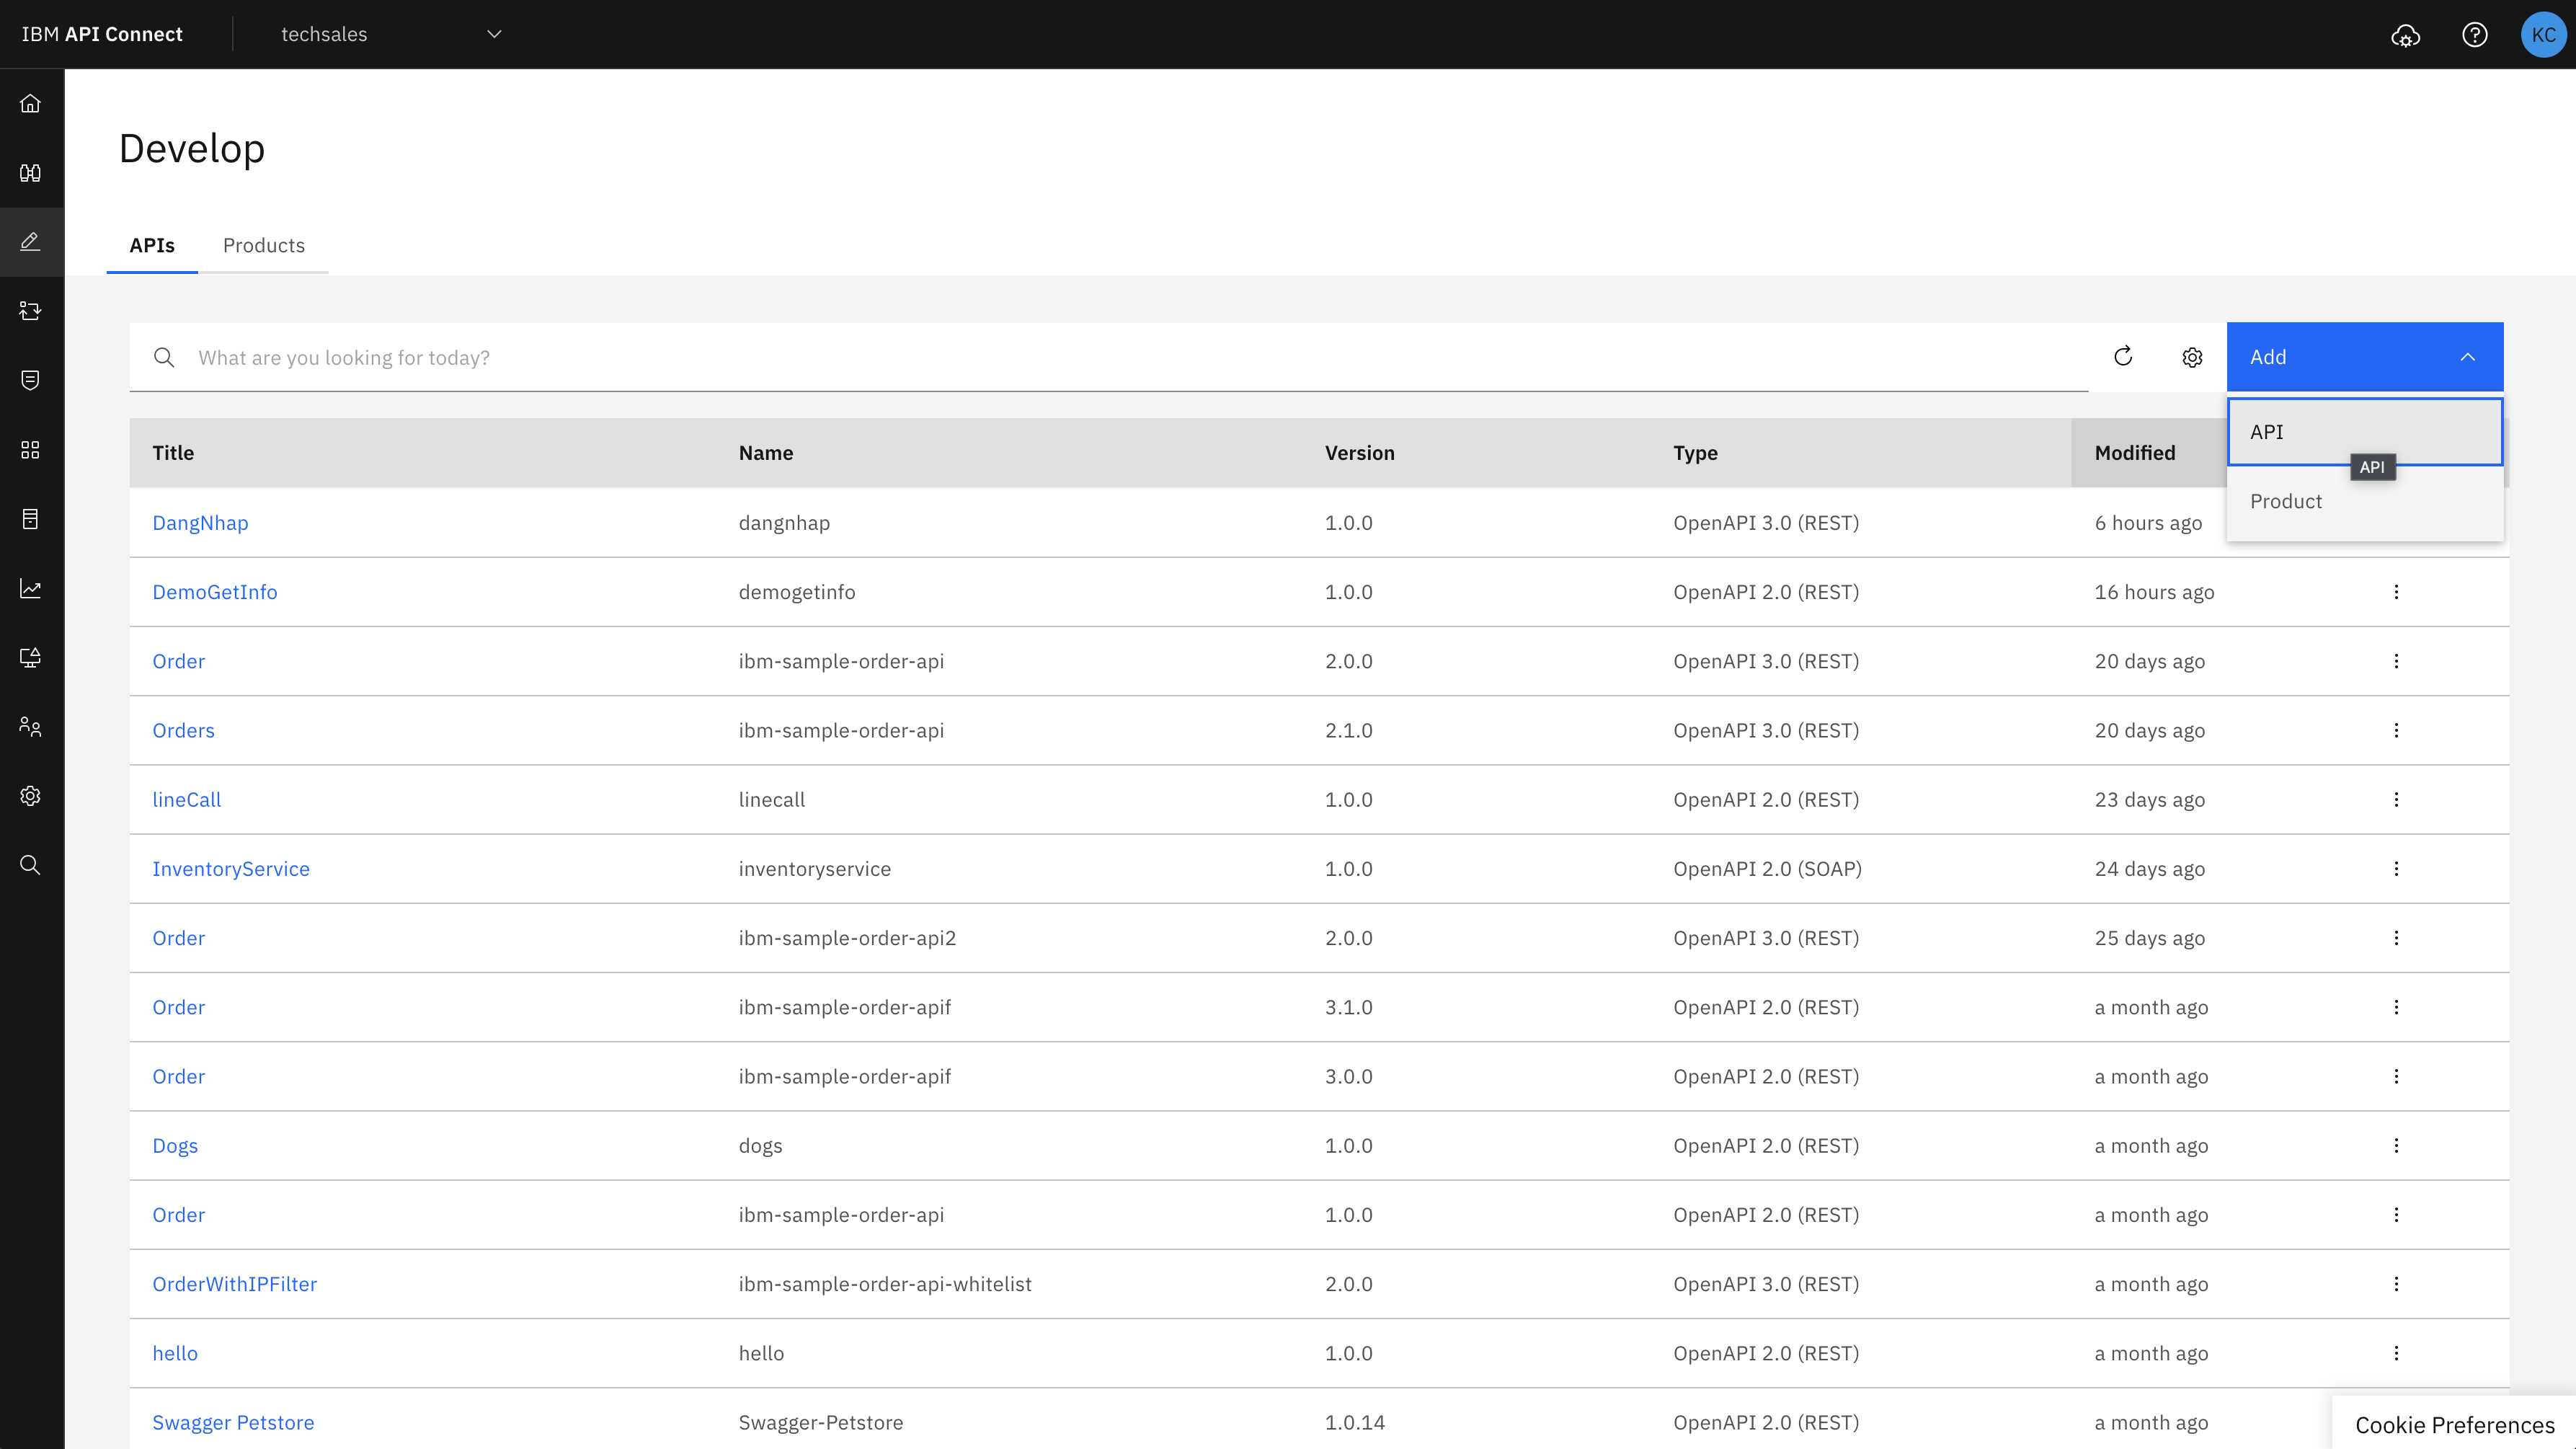 IBM API Connect techsales KC
Develop
APIs Products
What are you looking for today? Add
API
API
Product
Title Name Version Type Modified
DangNhap dangnhap 1.0.0 OpenAPI 3.0 (REST) 6 hours ago
DemoGetInfo demogetinfo 1.0.0 OpenAPI 2.0 (REST) 16 hours ago
Order ibm-sample-order-api 2.0.0 OpenAPI 3.0 (REST) 20 days ago
Orders ibm-sample-order-api 2.1.0 OpenAPI 3.0 (REST) 20 days ago
lineCall linecall 1.0.0 OpenAPI 2.0 (REST) 23 days ago
InventoryService inventoryservice 1.0.0 OpenAPI 2.0 (SOAP) 24 days ago
Order ibm-sample-order-api2 2.0.0 OpenAPI 3.0 (REST) 25 days ago
Order ibm-sample-order-apif 3.1.0 OpenAPI 2.0 (REST) a month ago
Order ibm-sample-order-apif 3.0.0 OpenAPI 2.0 (REST) a month ago
Dogs dogs 1.0.0 OpenAPI 2.0 (REST) a month ago
Order ibm-sample-order-api 1.0.0 OpenAPI 2.0 (REST) a month ago
OrderWithIPFilter ibm-sample-order-api-whitelist 2.0.0 OpenAPI 3.0 (REST) a month ago
hello hello 1.0.0 OpenAPI 2.0 (REST) a month ago
Swagger Petstore Swagger-Petstore 1.0.14 OpenAPI 2.0 (REST) a month ago
Cookie Preferences